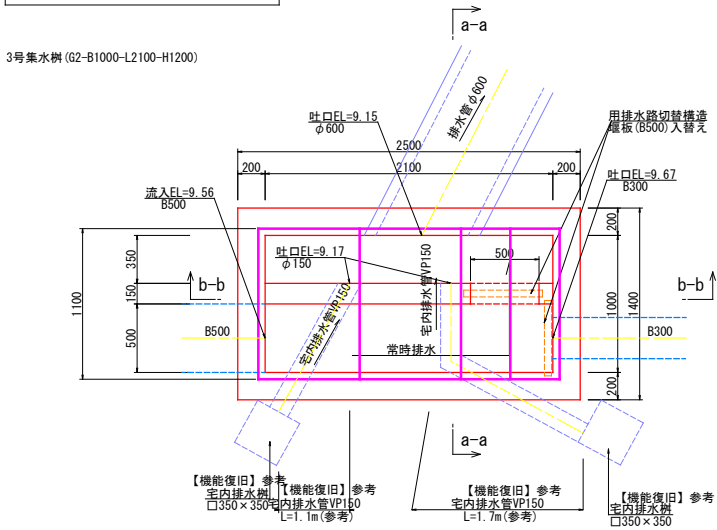 a-a
3号集水桝(G2-B1000-L2100-H1200)
排水管φ600
吐口EL=9.15
φ600
用排水路切替構造
堰板(B500)入替え
2500
200
2100
200
吐口EL=9.67
B300
流入EL=9.56
B500
200
350
吐口EL=9.17
φ150
宅内排水管VP150
500
b-b
b-b
1100
150
1000
1400
宅内排水管VP150
B500
B300
500
常時排水
200
a-a
【機能復旧】参考
宅内排水桝
□350×350
【機能復旧】参考
宅内排水管VP150
L=1.1m(参考)
【機能復旧】参考
宅内排水管VP150
L=1.7m(参考)
【機能復旧】参考
宅内排水桝
□350×350